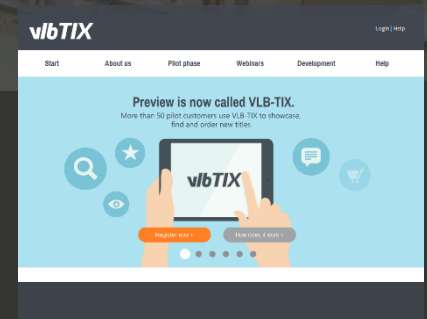 vlbTIX
Login | Help
Start
About us
Pilot phase
Webinars
Development
Help
Preview is now called VLB-TIX.
More than 50 pilot customers use VLB-TIX to showcase,
find and order new titles.
vlbTIX
Register now >
How does it work >